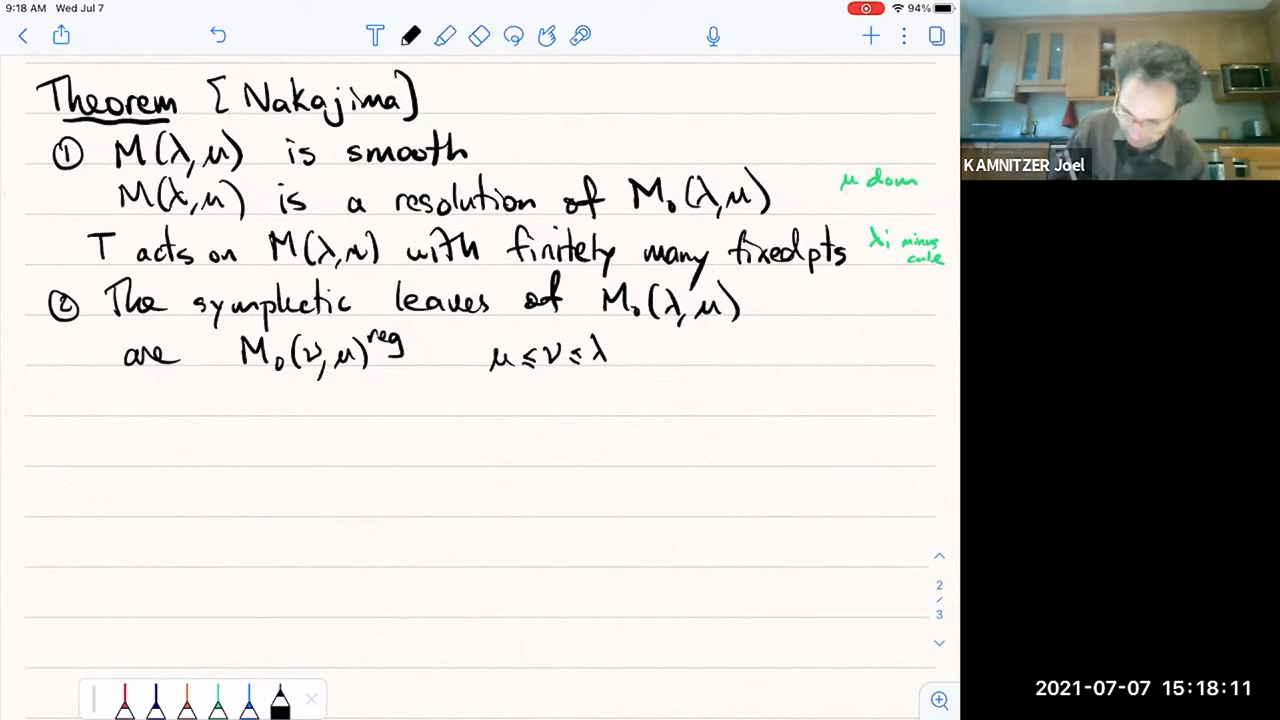 9:18 AM Wed Jul 7
94%
Theorem [Nakajima]
① M(λ,μ) is smooth
M(λ,μ) is a resolution of M₀(λ,μ) μ dom
T acts on M(λ,μ) with finitely many fixed pts λi minus cule
② The symplectic leaves of M₀(λ,μ)
are M₀(ν,μ)^reg μ ≤ ν ≤ λ
KAMNITZER Joel
2
/
3
2021-07-07 15:18:11